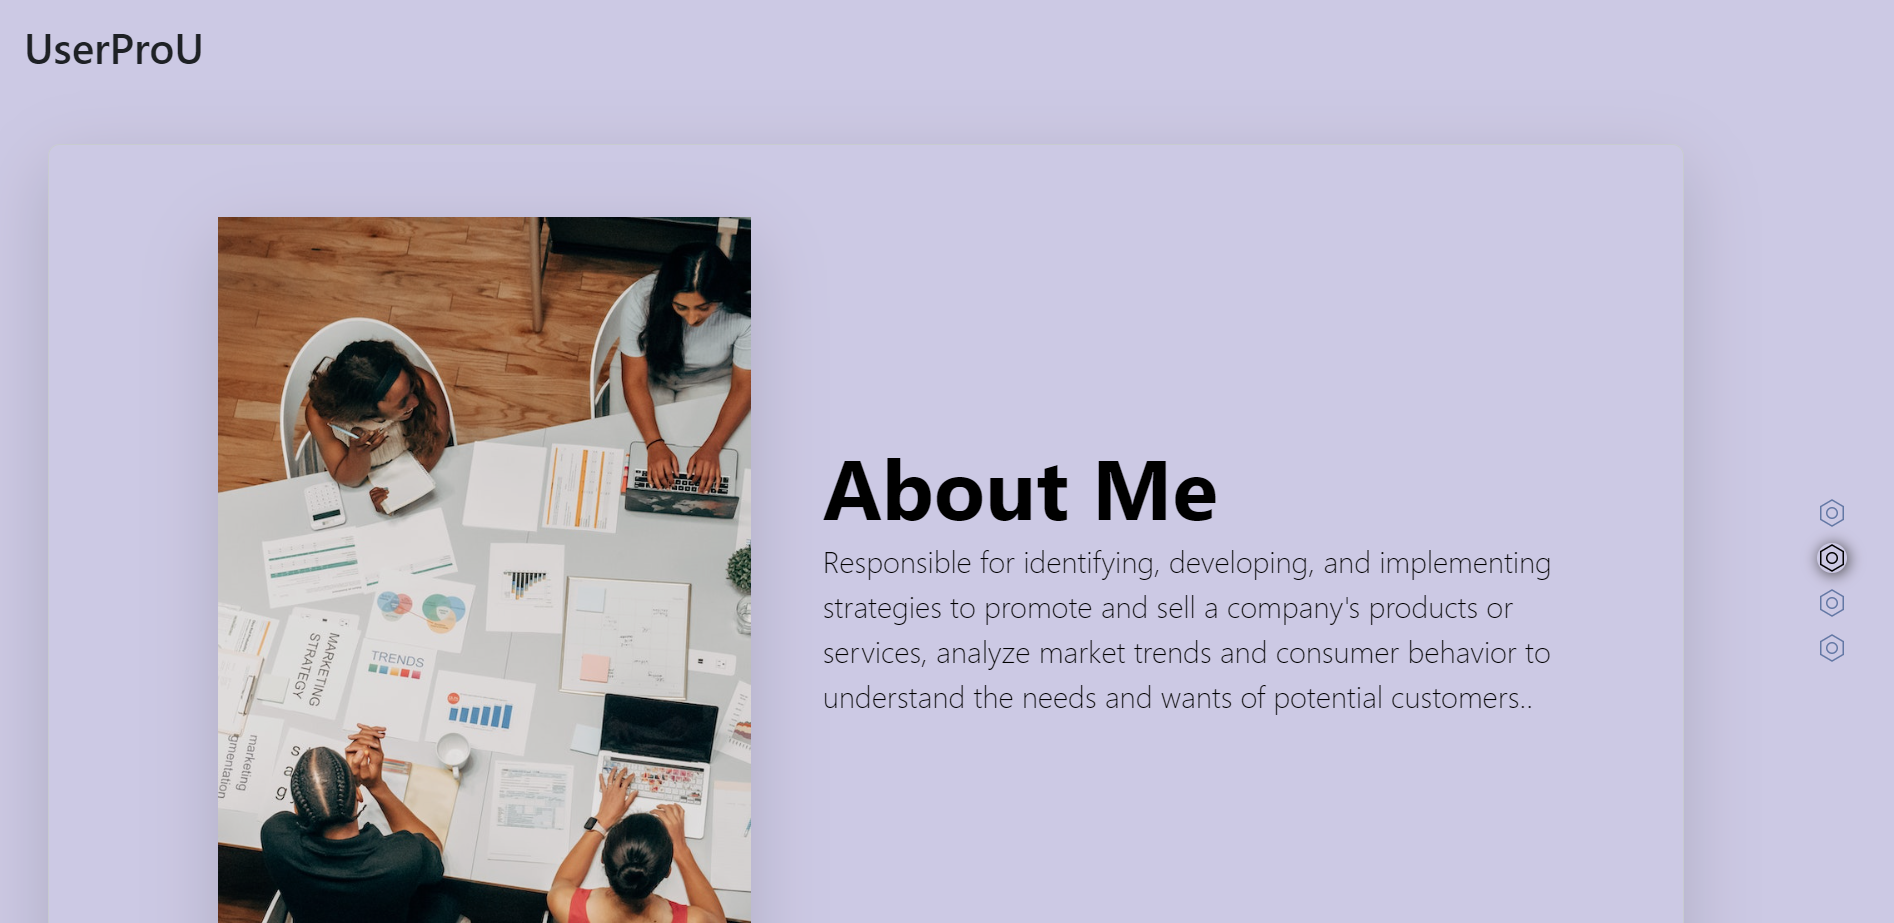 UserProU
About Me
Responsible for identifying, developing, and implementing
strategies to promote and sell a company's products or
services, analyze market trends and consumer behavior to
understand the needs and wants of potential customers..
TRENDS
MARKETING
STRATEGY
marketing